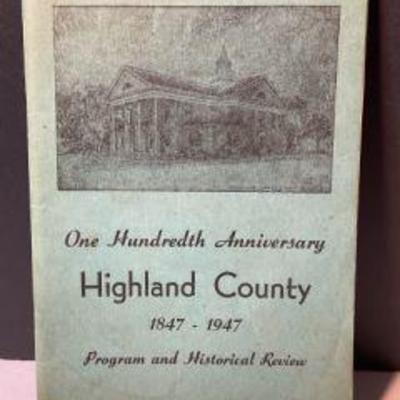 One Hundredth Anniversary
Highland County
1847 - 1947
Program and Historical Review